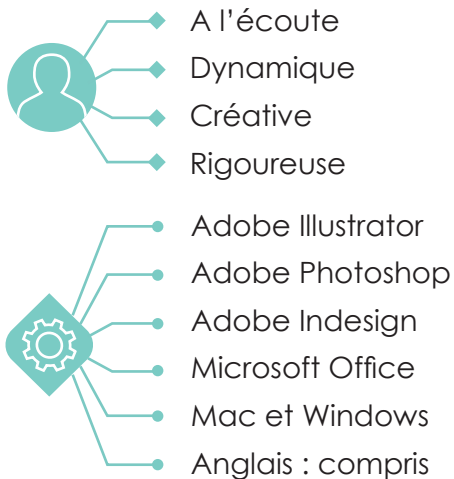 A l’écoute
Dynamique
Créative
Rigoureuse
Adobe Illustrator
Adobe Photoshop
Adobe Indesign
Microsoft Office
Mac et Windows
Anglais : compris